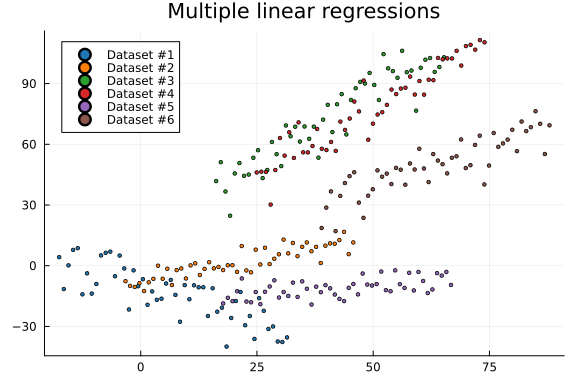 Multiple linear regressions
Dataset #1
Dataset #2
Dataset #3
Dataset #4
Dataset #5
Dataset #6
90
60
30
0
−30
0 25 50 75